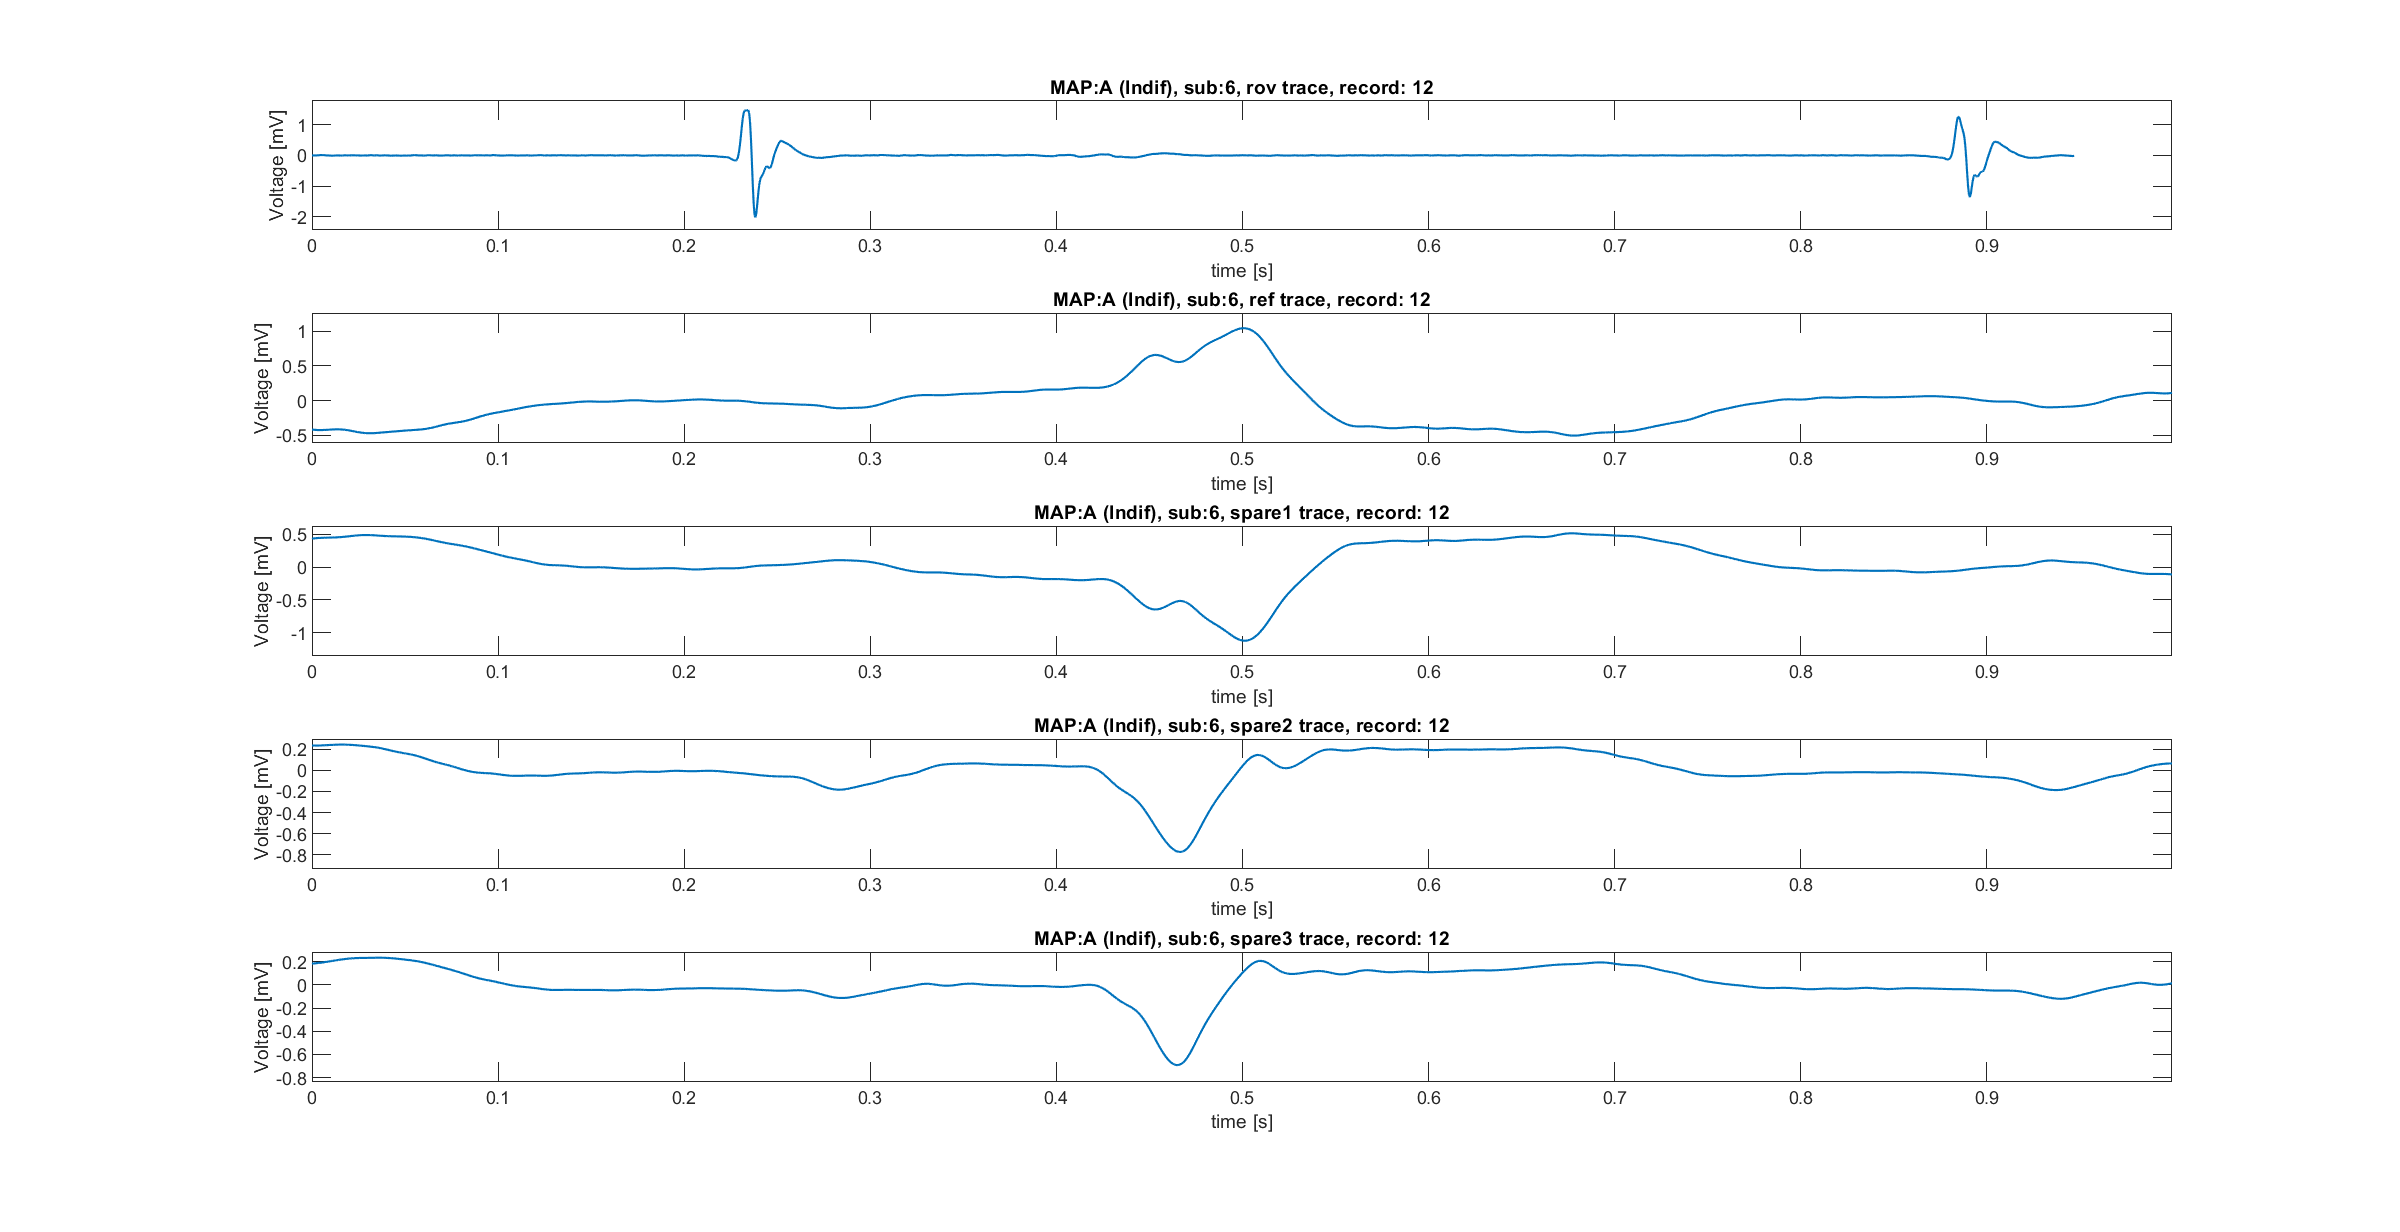 MAP:A (Indif), sub:6, rov trace, record: 12
Voltage [mV]
1
0
-1
-2
0 0.1 0.2 0.3 0.4 0.5 0.6 0.7 0.8 0.9
time [s]
MAP:A (Indif), sub:6, ref trace, record: 12
Voltage [mV]
1
0.5
0
-0.5
0 0.1 0.2 0.3 0.4 0.5 0.6 0.7 0.8 0.9
time [s]
MAP:A (Indif), sub:6, spare1 trace, record: 12
Voltage [mV]
0.5
0
-0.5
-1
0 0.1 0.2 0.3 0.4 0.5 0.6 0.7 0.8 0.9
time [s]
MAP:A (Indif), sub:6, spare2 trace, record: 12
Voltage [mV]
0.2
0
-0.2
-0.4
-0.6
-0.8
0 0.1 0.2 0.3 0.4 0.5 0.6 0.7 0.8 0.9
time [s]
MAP:A (Indif), sub:6, spare3 trace, record: 12
Voltage [mV]
0.2
0
-0.2
-0.4
-0.6
-0.8
0 0.1 0.2 0.3 0.4 0.5 0.6 0.7 0.8 0.9
time [s]